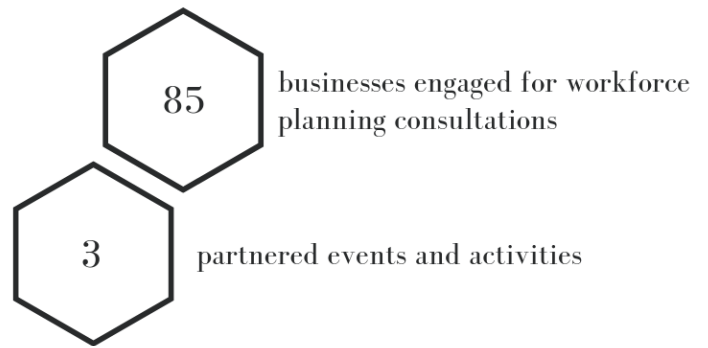 85
businesses engaged for workforce
planning consultations
3
partnered events and activities